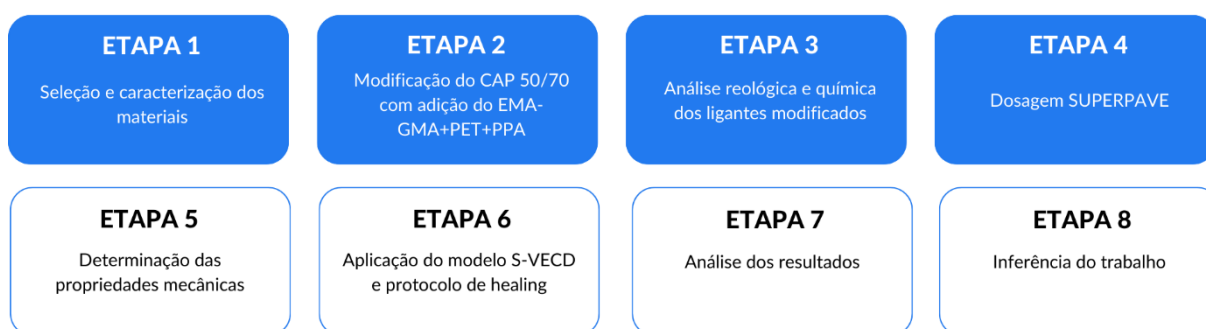 ETAPA 1
Seleção e caracterização dos
materiais
ETAPA 2
Modificação do CAP 50/70
com adição do EMA-
GMA+PET+PPA
ETAPA 3
Análise reológica e química
dos ligantes modificados
ETAPA 4
Dosagem SUPERPAVE
ETAPA 5
Determinação das
propriedades mecânicas
ETAPA 6
Aplicação do modelo S-VECD
e protocolo de healing
ETAPA 7
Análise dos resultados
ETAPA 8
Inferência do trabalho